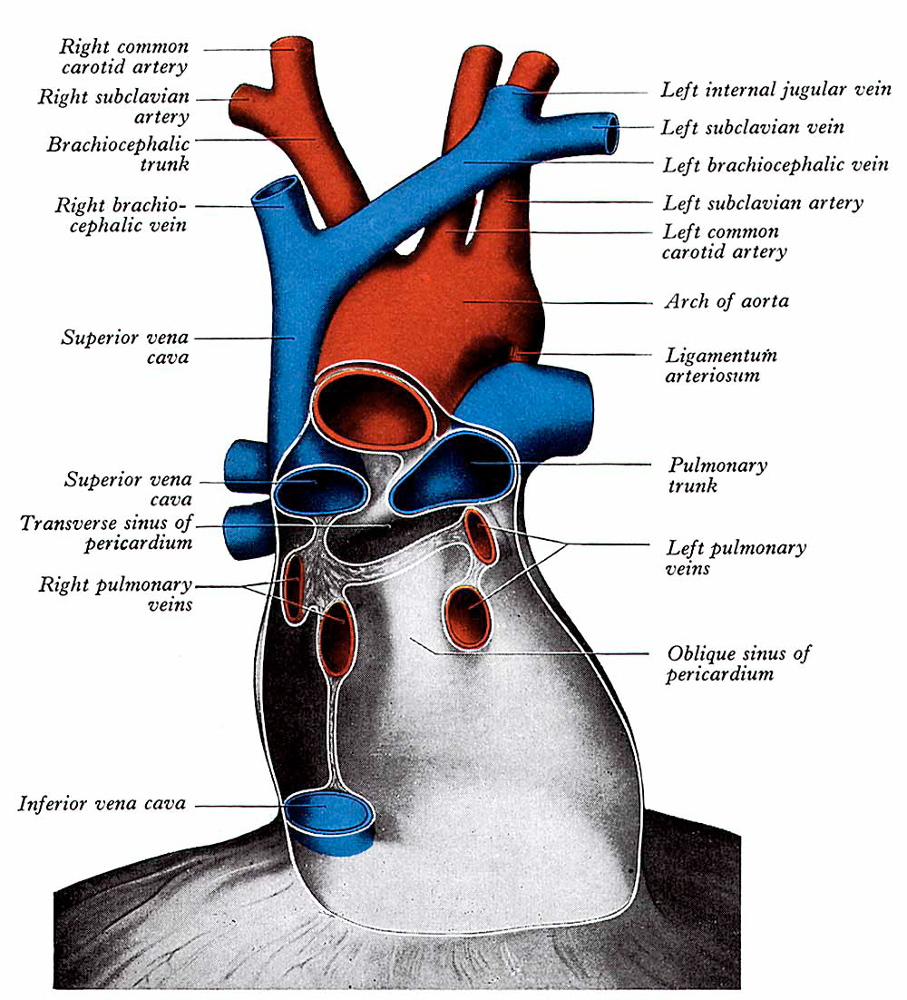 Right common
carotid artery
Right subclavian
artery
Brachiocephalic
trunk
Right brachio-
cephalic vein
Superior vena
cava
Superior vena
cava
Transverse sinus of
pericardium
Right pulmonary
veins
Inferior vena cava
Left internal jugular vein
Left subclavian vein
Left brachiocephalic vein
Left subclavian artery
Left common
carotid artery
Arch of aorta
Ligamentum
arteriosum
Pulmonary
trunk
Left pulmonary
veins
Oblique sinus of
pericardium